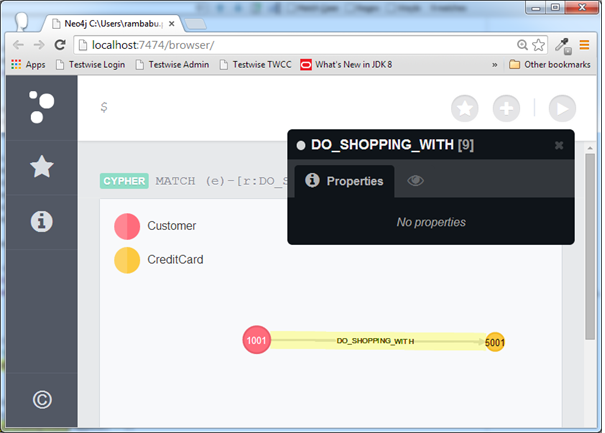 Neo4j C:\Users\rambabu.p
localhost:7474/browser/
Apps Testwise Login Testwise Admin Testwise TWCC What's New in JDK 8 » Other bookmarks
$
DO_SHOPPING_WITH [9]
Properties
No properties
CYPHER MATCH (e)-[r:DO_S
Customer
CreditCard
1001 DO_SHOPPING_WITH 5001
©